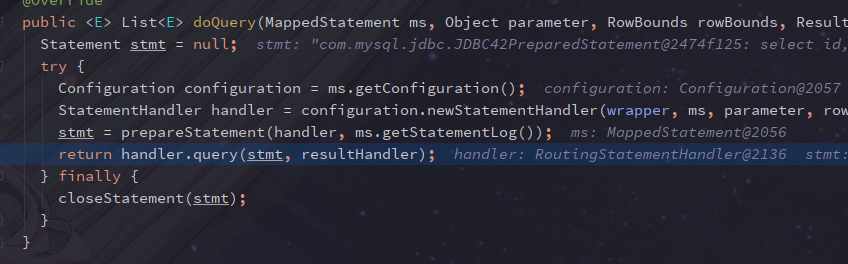 @Override
public <E> List<E> doQuery(MappedStatement ms, Object parameter, RowBounds rowBounds, Result
Statement stmt = null; stmt: "com.mysql.jdbc.JDBC42PreparedStatement@2474f125: select id,
try {
Configuration configuration = ms.getConfiguration(); configuration: Configuration@2057
StatementHandler handler = configuration.newStatementHandler(wrapper, ms, parameter, row
stmt = prepareStatement(handler, ms.getStatementLog()); ms: MappedStatement@2056
return handler.query(stmt, resultHandler); handler: RoutingStatementHandler@2136 stmt:
} finally {
closeStatement(stmt);
}
}